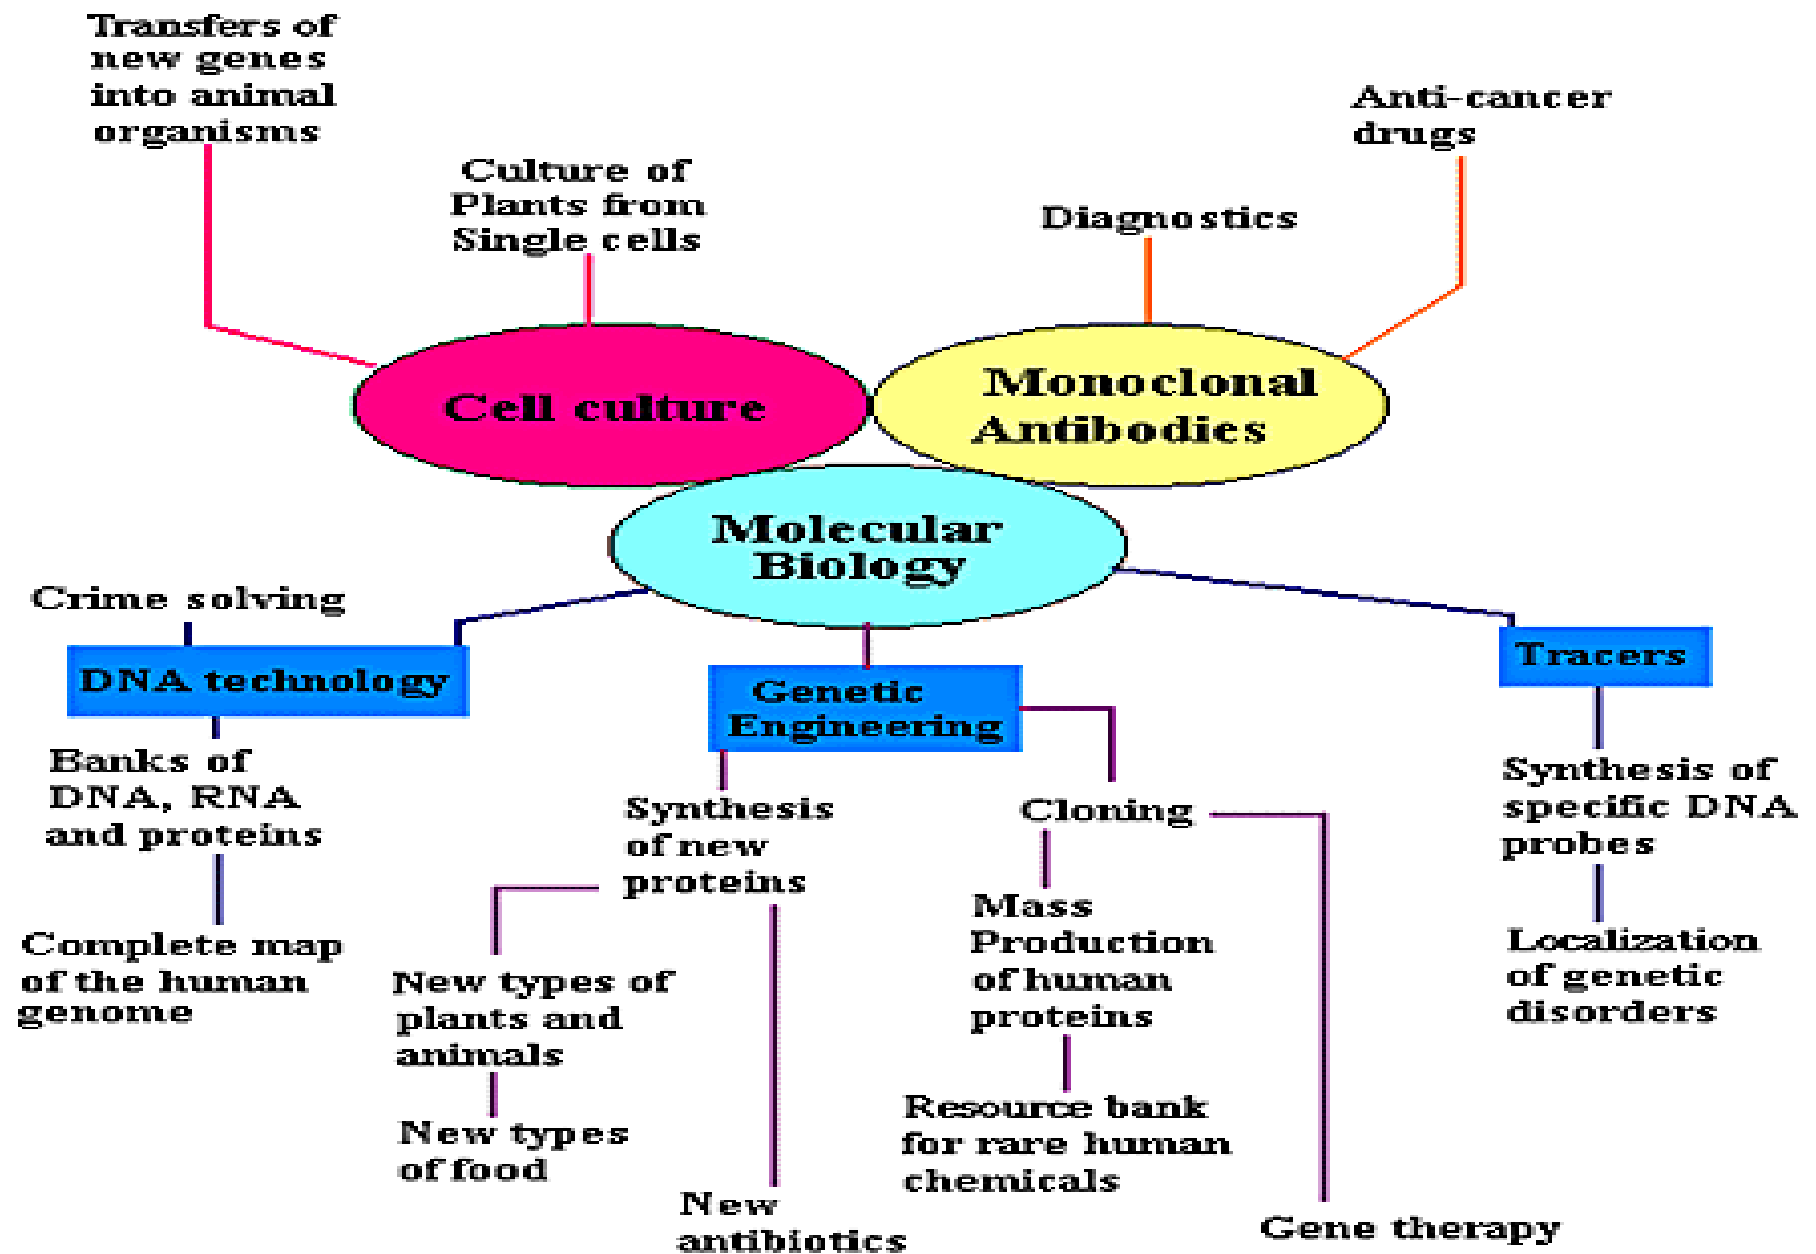 Transfers of
new genes
into animal
organisms
Culture of
Plants from
Single cells
Diagnostics
Anti-cancer
drugs
Cell culture
Monoclonal
Antibodies
Molecular
Biology
Crime solving
DNA technology
Banks of
DNA, RNA
and proteins
Complete map
of the human
genome
Genetic
Engineering
Synthesis
of new
proteins
New types of
plants and
animals
New types
of food
New
antibiotics
Cloning
Mass
Production
of human
proteins
Resource bank
for rare human
chemicals
Gene therapy
Tracers
Synthesis of
specific DNA
probes
Localization
of genetic
disorders